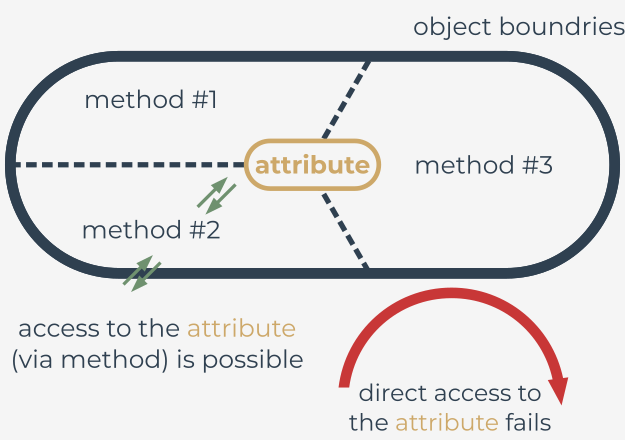 object boundries
method #1
attribute
method #3
method #2
access to the attribute
(via method) is possible
direct access to
the attribute fails